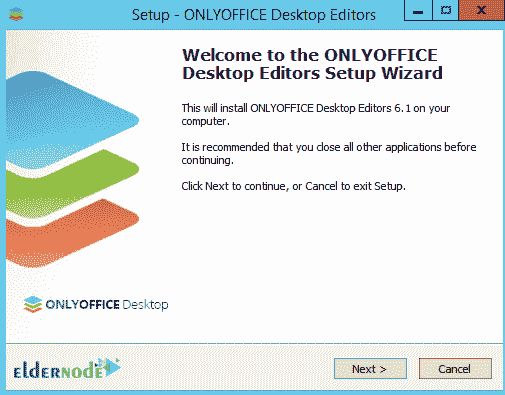 Setup - ONLYOFFICE Desktop Editors
Welcome to the ONLYOFFICE
Desktop Editors Setup Wizard
This will install ONLYOFFICE Desktop Editors 6.1 on your
computer.
It is recommended that you close all other applications before
continuing.
Click Next to continue, or Cancel to exit Setup.
ONLYOFFICE Desktop
elderNODE
Next >
Cancel